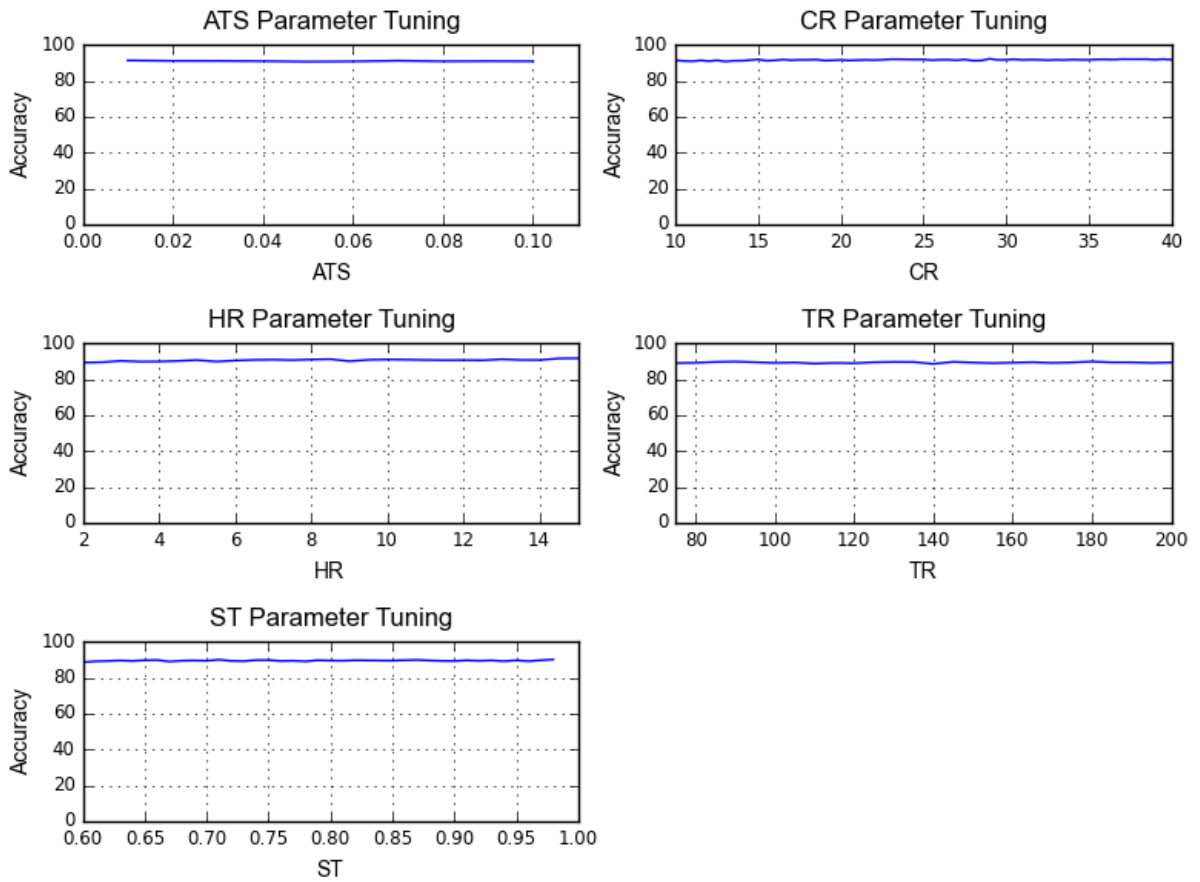 ATS Parameter Tuning
100
80
60
40
20
0
Accuracy
0.00 0.02 0.04 0.06 0.08 0.10
ATS
CR Parameter Tuning
100
80
60
40
20
0
Accuracy
10 15 20 25 30 35 40
CR
HR Parameter Tuning
100
80
60
40
20
0
Accuracy
2 4 6 8 10 12 14
HR
TR Parameter Tuning
100
80
60
40
20
0
Accuracy
80 100 120 140 160 180 200
TR
ST Parameter Tuning
100
80
60
40
20
0
Accuracy
0.60 0.65 0.70 0.75 0.80 0.85 0.90 0.95 1.00
ST